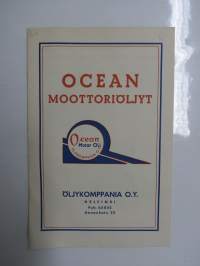 OCEAN
MOOTTORIÖLJYT
Ocean
Motor Oil
ÖLJYKOMPPANIA O.Y.
HELSINKI